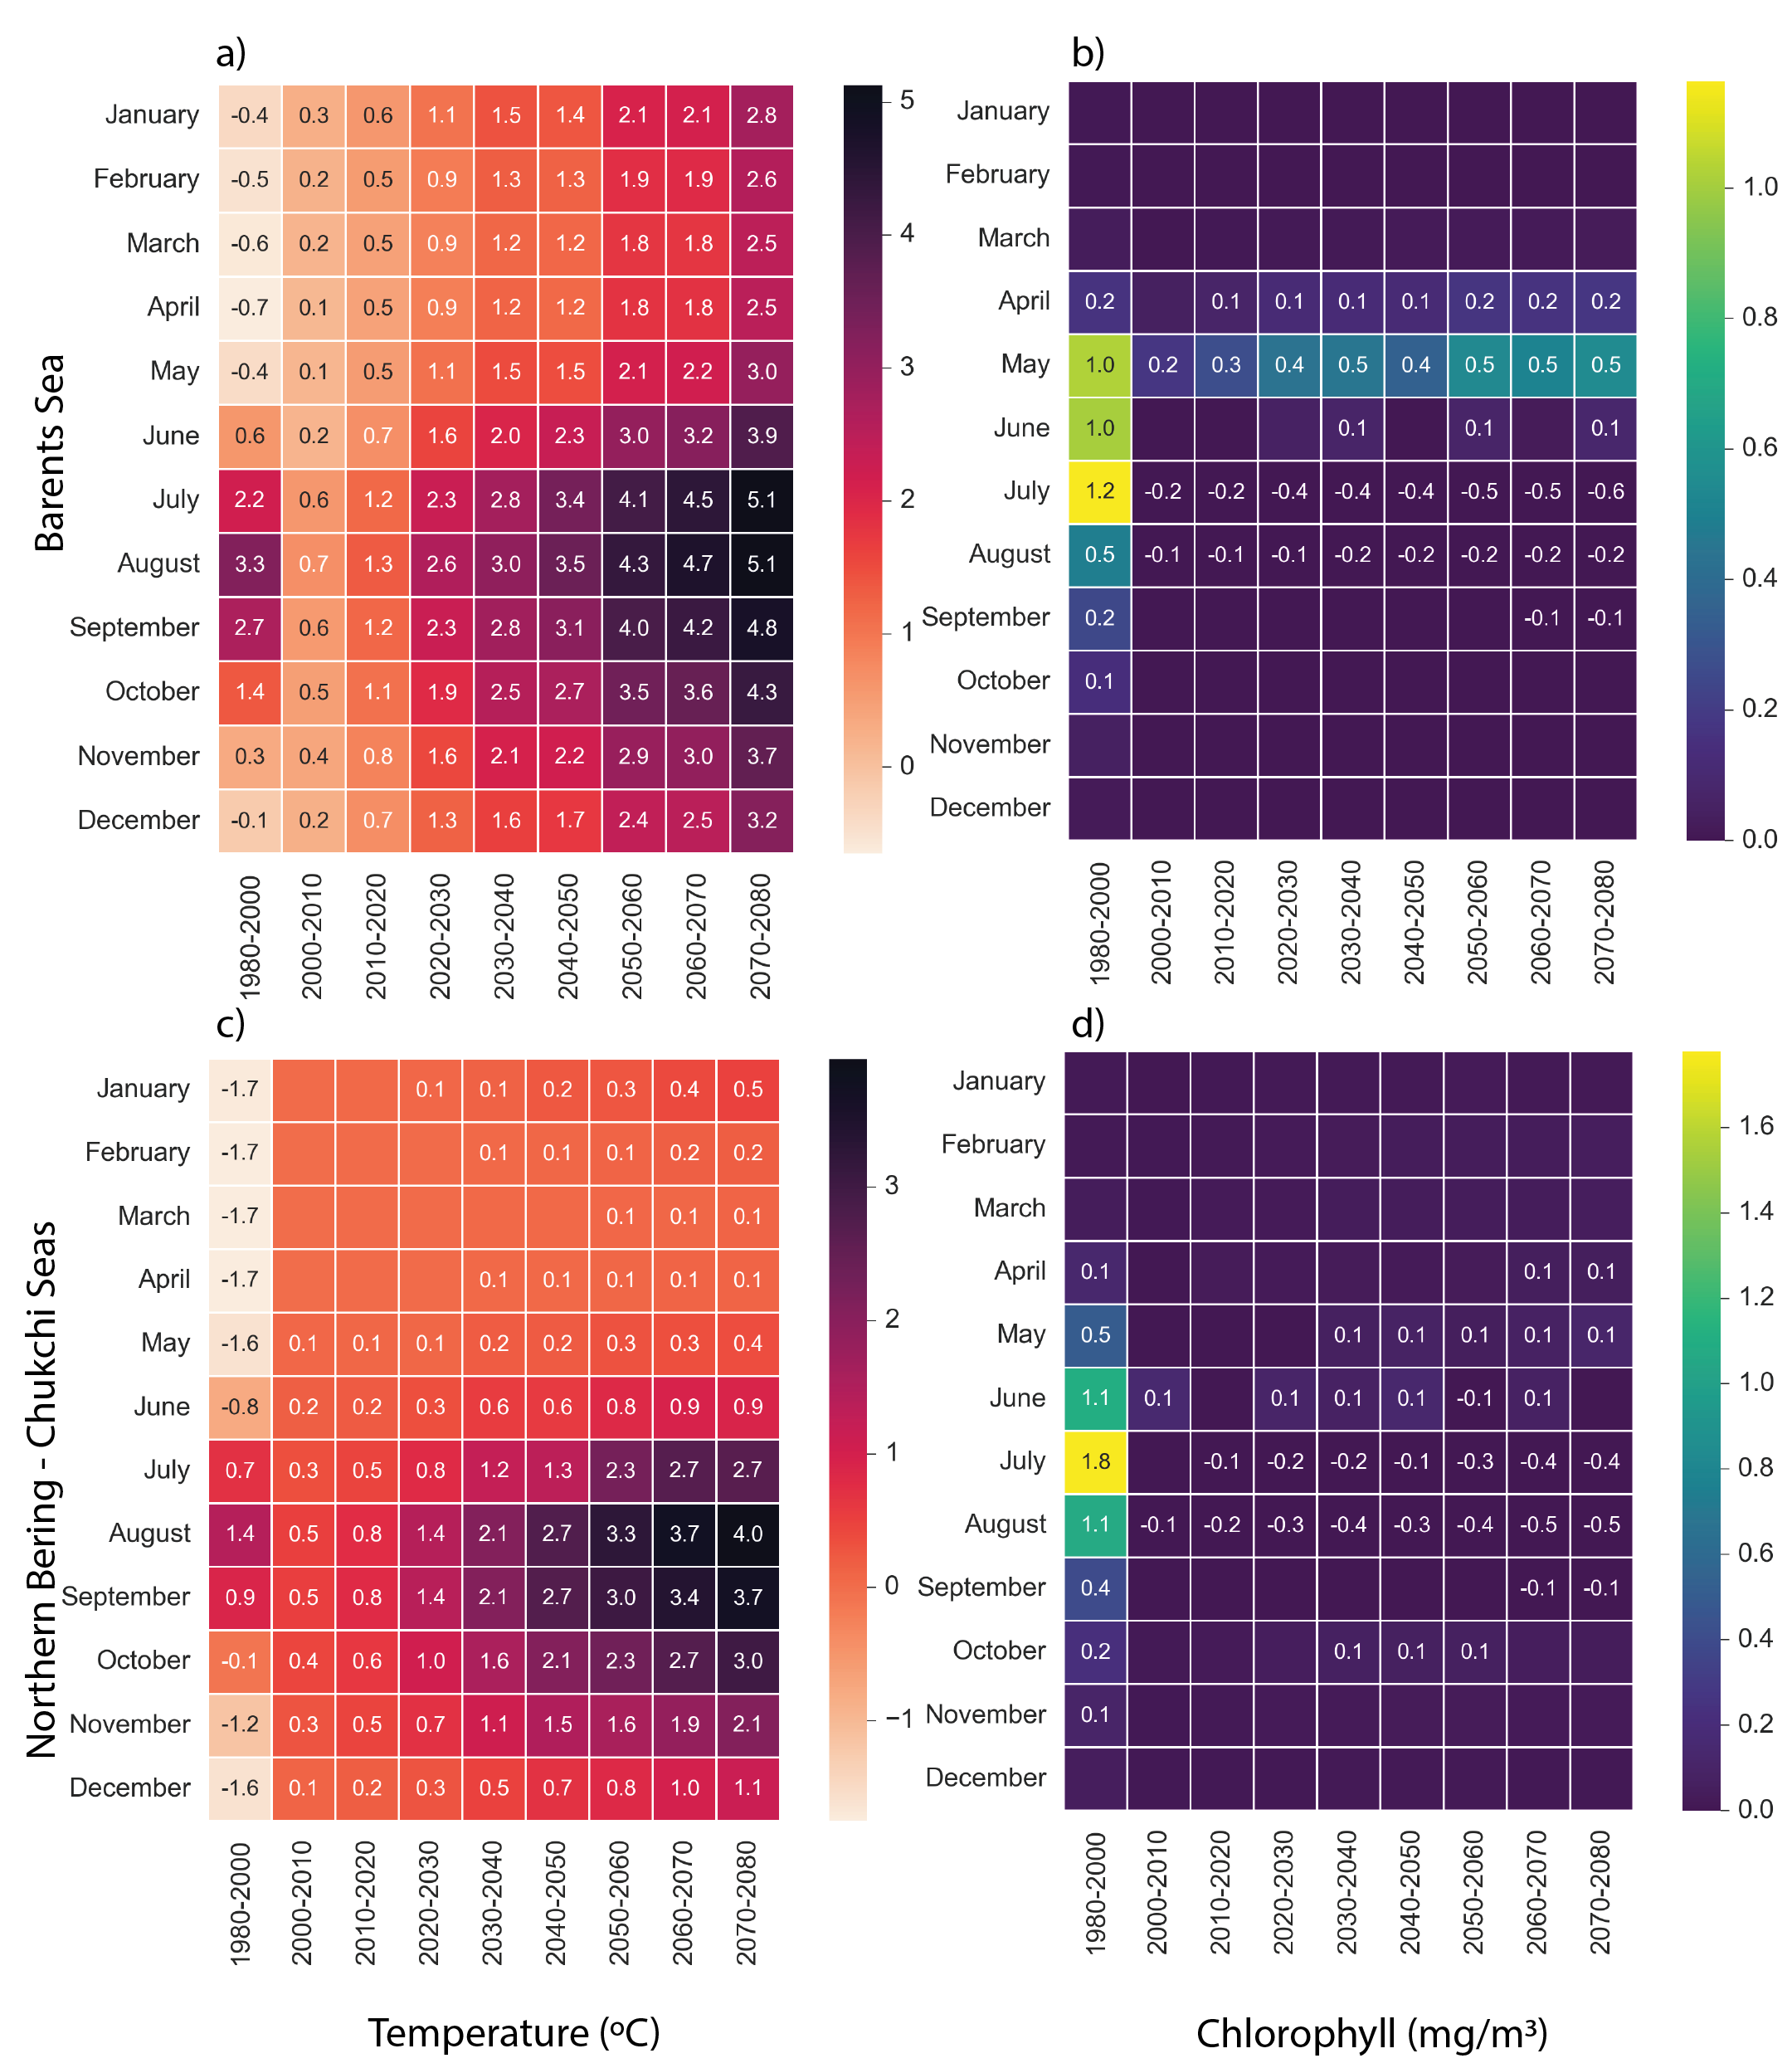 a)
January -0.4 0.3 0.6 1.1 1.5 1.4 2.1 2.1 2.8
February -0.5 0.2 0.5 0.9 1.3 1.3 1.9 1.9 2.6
March -0.6 0.2 0.5 0.9 1.2 1.2 1.8 1.8 2.5
April -0.7 0.1 0.5 0.9 1.2 1.2 1.8 1.8 2.5
May -0.4 0.1 0.5 1.1 1.5 1.5 2.1 2.2 3.0
June 0.6 0.2 0.7 1.6 2.0 2.3 3.0 3.2 3.9
July 2.2 0.6 1.2 2.3 2.8 3.4 4.1 4.5 5.1
August 3.3 0.7 1.3 2.6 3.0 3.5 4.3 4.7 5.1
September 2.7 0.6 1.2 2.3 2.8 3.1 4.0 4.2 4.8
October 1.4 0.5 1.1 1.9 2.5 2.7 3.5 3.6 4.3
November 0.3 0.4 0.8 1.6 2.1 2.2 2.9 3.0 3.7
December -0.1 0.2 0.7 1.3 1.6 1.7 2.4 2.5 3.2
1980-2000 2000-2010 2010-2020 2020-2030 2030-2040 2040-2050 2050-2060 2060-2070 2070-2080
5
4
3
2
1
0
Barents Sea
b)
January
February
March
April 0.2 0.1 0.1 0.1 0.1 0.2 0.2 0.2
May 1.0 0.2 0.3 0.4 0.5 0.4 0.5 0.5 0.5
June 1.0 0.1 0.1 0.1
July 1.2 -0.2 -0.2 -0.4 -0.4 -0.4 -0.5 -0.5 -0.6
August 0.5 -0.1 -0.1 -0.1 -0.2 -0.2 -0.2 -0.2 -0.2
September 0.2 -0.1 -0.1
October 0.1
November
December
1980-2000 2000-2010 2010-2020 2020-2030 2030-2040 2040-2050 2050-2060 2060-2070 2070-2080
1.0
0.8
0.6
0.4
0.2
0.0
c)
January -1.7 0.1 0.1 0.2 0.3 0.4 0.5
February -1.7 0.1 0.1 0.1 0.2 0.2
March -1.7 0.1 0.1 0.1
April -1.7 0.1 0.1 0.1 0.1 0.1
May -1.6 0.1 0.1 0.1 0.2 0.2 0.3 0.3 0.4
June -0.8 0.2 0.2 0.3 0.6 0.6 0.8 0.9 0.9
July 0.7 0.3 0.5 0.8 1.2 1.3 2.3 2.7 2.7
August 1.4 0.5 0.8 1.4 2.1 2.7 3.3 3.7 4.0
September 0.9 0.5 0.8 1.4 2.1 2.7 3.0 3.4 3.7
October -0.1 0.4 0.6 1.0 1.6 2.1 2.3 2.7 3.0
November -1.2 0.3 0.5 0.7 1.1 1.5 1.6 1.9 2.1
December -1.6 0.1 0.2 0.3 0.5 0.7 0.8 1.0 1.1
1980-2000 2000-2010 2010-2020 2020-2030 2030-2040 2040-2050 2050-2060 2060-2070 2070-2080
3
2
1
0
−1
Northern Bering - Chukchi Seas
Temperature (ºC)
d)
January
February
March
April 0.1 0.1 0.1
May 0.5 0.1 0.1 0.1 0.1 0.1
June 1.1 0.1 0.1 0.1 0.1 -0.1 0.1
July 1.8 -0.1 -0.2 -0.2 -0.1 -0.3 -0.4 -0.4
August 1.1 -0.1 -0.2 -0.3 -0.4 -0.3 -0.4 -0.5 -0.5
September 0.4 -0.1 -0.1
October 0.2 0.1 0.1 0.1
November 0.1
December
1980-2000 2000-2010 2010-2020 2020-2030 2030-2040 2040-2050 2050-2060 2060-2070 2070-2080
1.6
1.4
1.2
1.0
0.8
0.6
0.4
0.2
0.0
Chlorophyll (mg/m³)